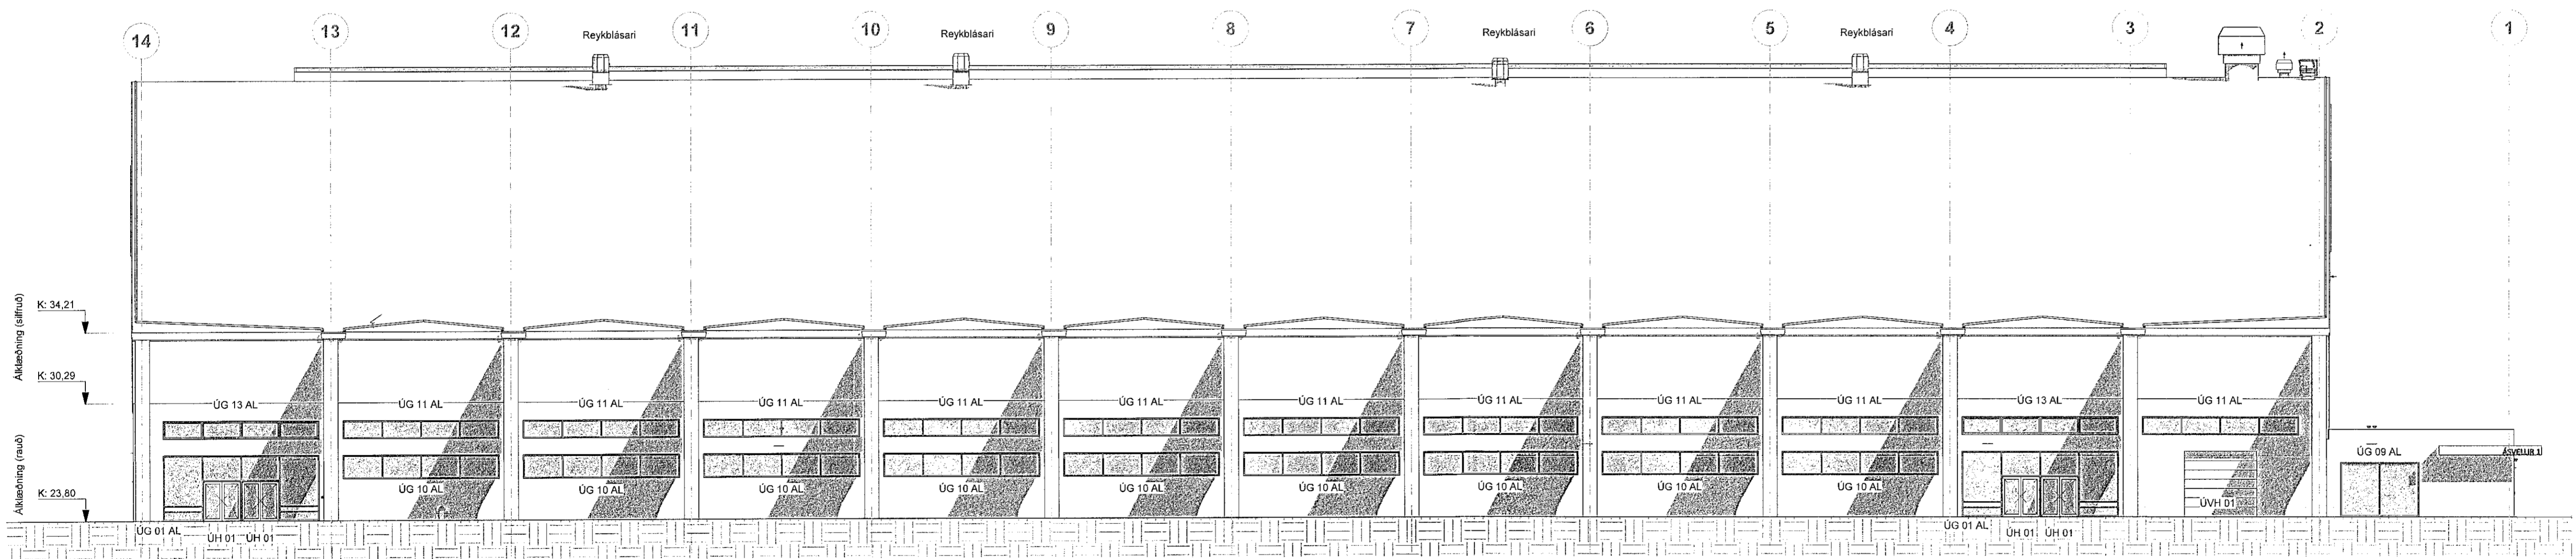 14 13 12 11 10 9 8 7 6 5 4 3 2 1
Reykblásari Reykblásari Reykblásari Reykblásari
Álklæðning (silfruð)
K: 34,21
K: 30,29
Álklæðning (rauð)
K: 23,80
ÚG 13 AL ÚG 11 AL ÚG 11 AL ÚG 11 AL ÚG 11 AL ÚG 11 AL ÚG 11 AL ÚG 11 AL ÚG 11 AL ÚG 11 AL ÚG 13 AL ÚG 11 AL
ÚG 09 AL ÁSVELUR 1
ÚG 10 AL ÚG 10 AL ÚG 10 AL ÚG 10 AL ÚG 10 AL ÚG 10 AL ÚG 10 AL ÚG 10 AL ÚG 10 AL
ÚVH 01
ÚG 01 AL ÚG 01 AL
ÚH 01 ÚH 01 ÚH 01 ÚH 01